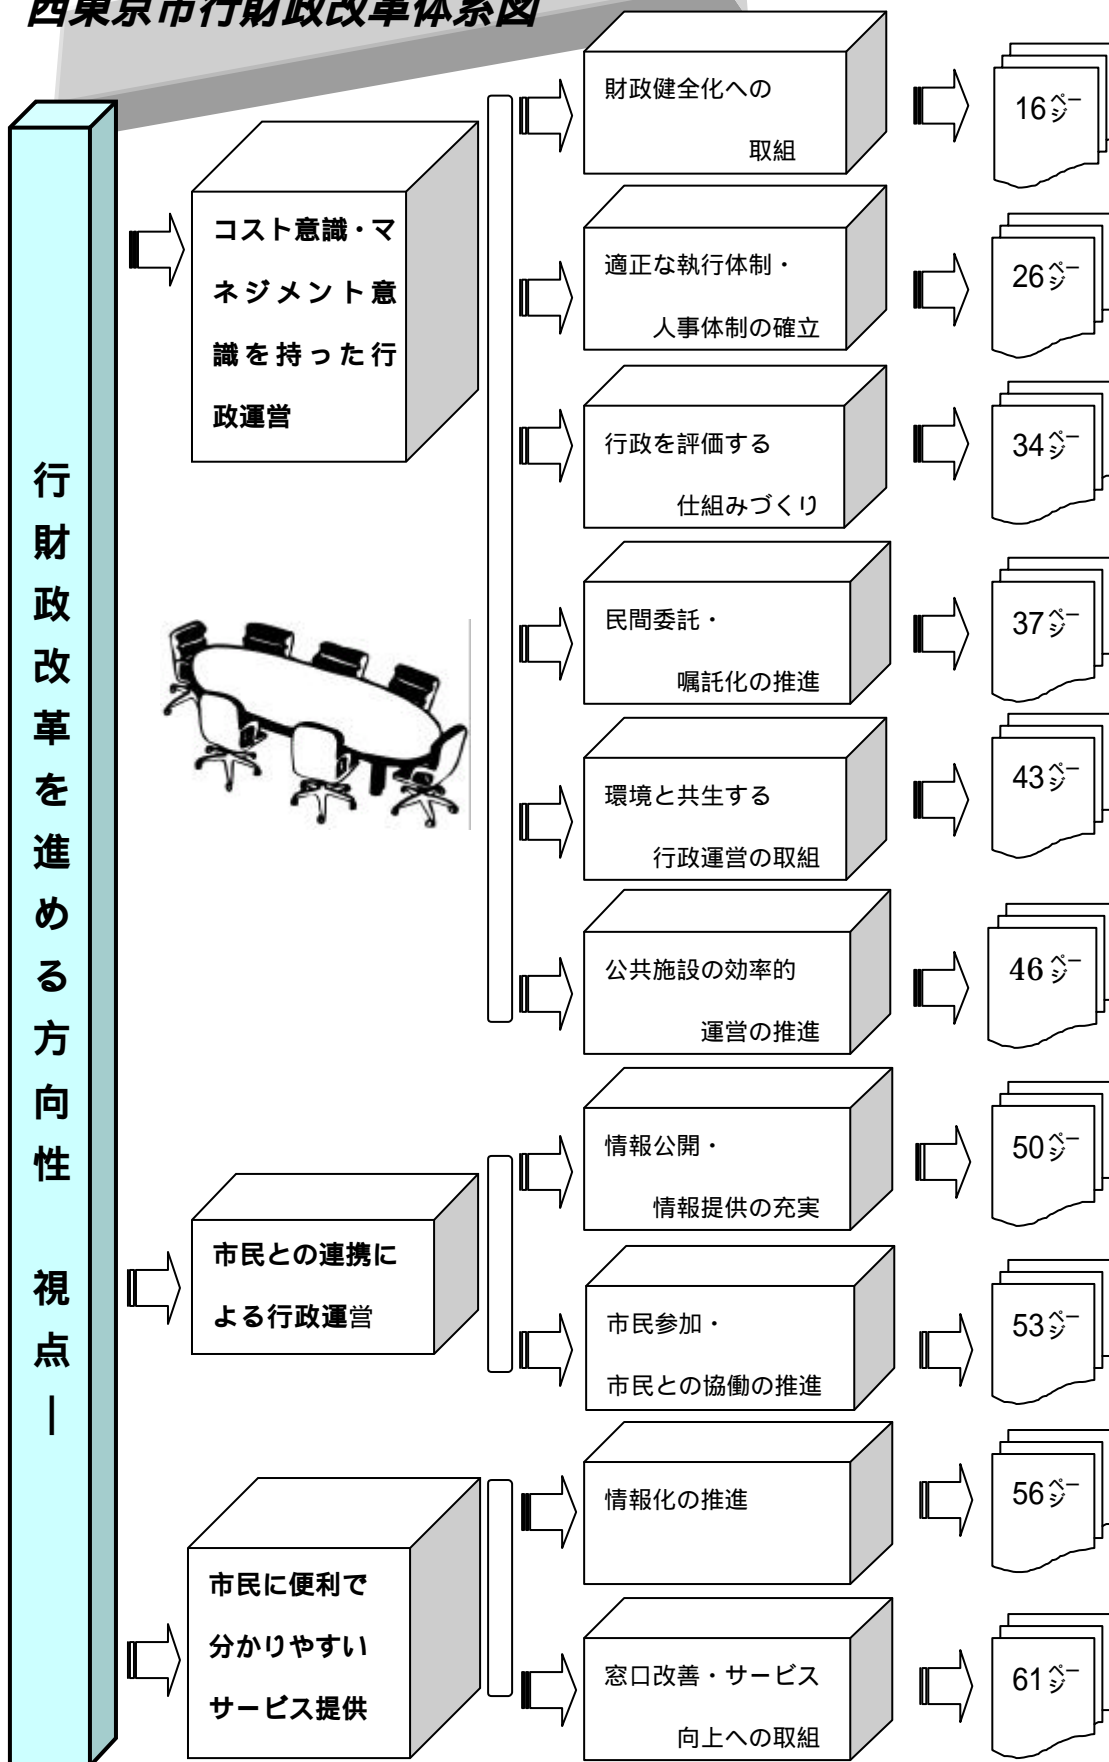 西東京市行財政改革体系図
行財政改革を進める方向性　視点―
コスト意識・マ
ネジメント意
識を持った行
政運営
財政健全化への
取組
16ページ
適正な執行体制・
人事体制の確立
26ページ
行政を評価する
仕組みづくり
34ページ
民間委託・
嘱託化の推進
37ページ
環境と共生する
行政運営の取組
43ページ
公共施設の効率的
運営の推進
46ページ
市民との連携に
よる行政運営
情報公開・
情報提供の充実
50ページ
市民参加・
市民との協働の推進
53ページ
市民に便利で
分かりやすい
サービス提供
情報化の推進
56ページ
窓口改善・サービス
向上への取組
61ページ